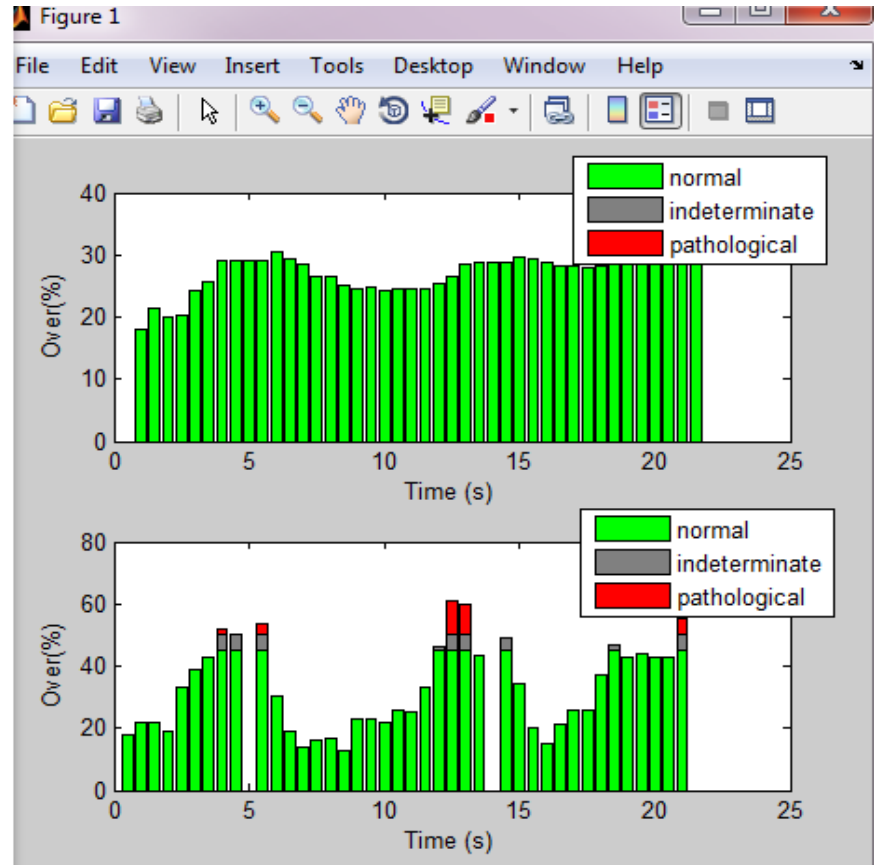 Figure 1
File Edit View Insert Tools Desktop Window Help
normal
indeterminate
pathological
40
30
20
10
0
Over(%)
0 5 10 15 20 25
Time (s)
normal
indeterminate
pathological
80
60
40
20
0
Over(%)
0 5 10 15 20 25
Time (s)